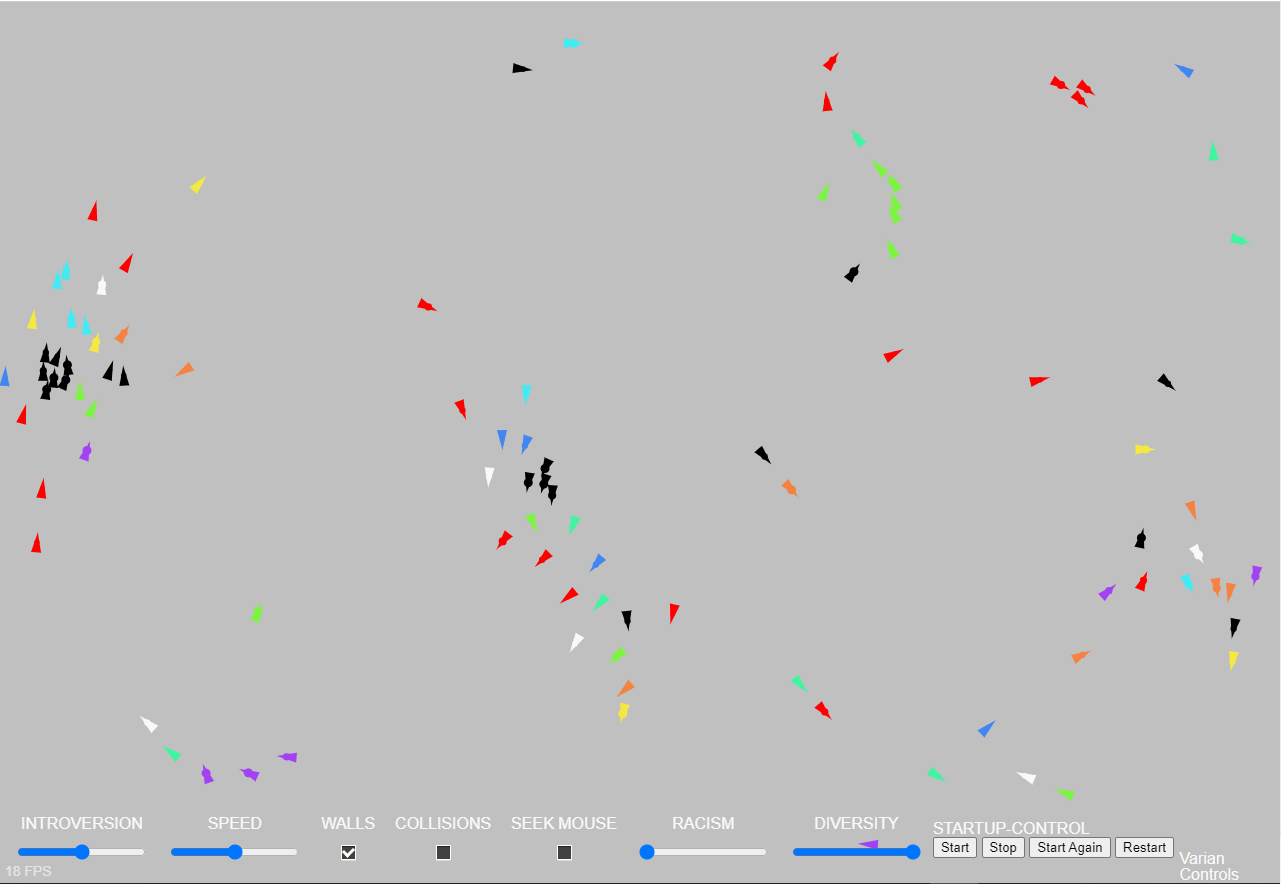 INTROVERSION SPEED WALLS COLLISIONS SEEK MOUSE RACISM DIVERSITY STARTUP-CONTROL
Start Stop Start Again Restart
Varian
Controls
18 FPS